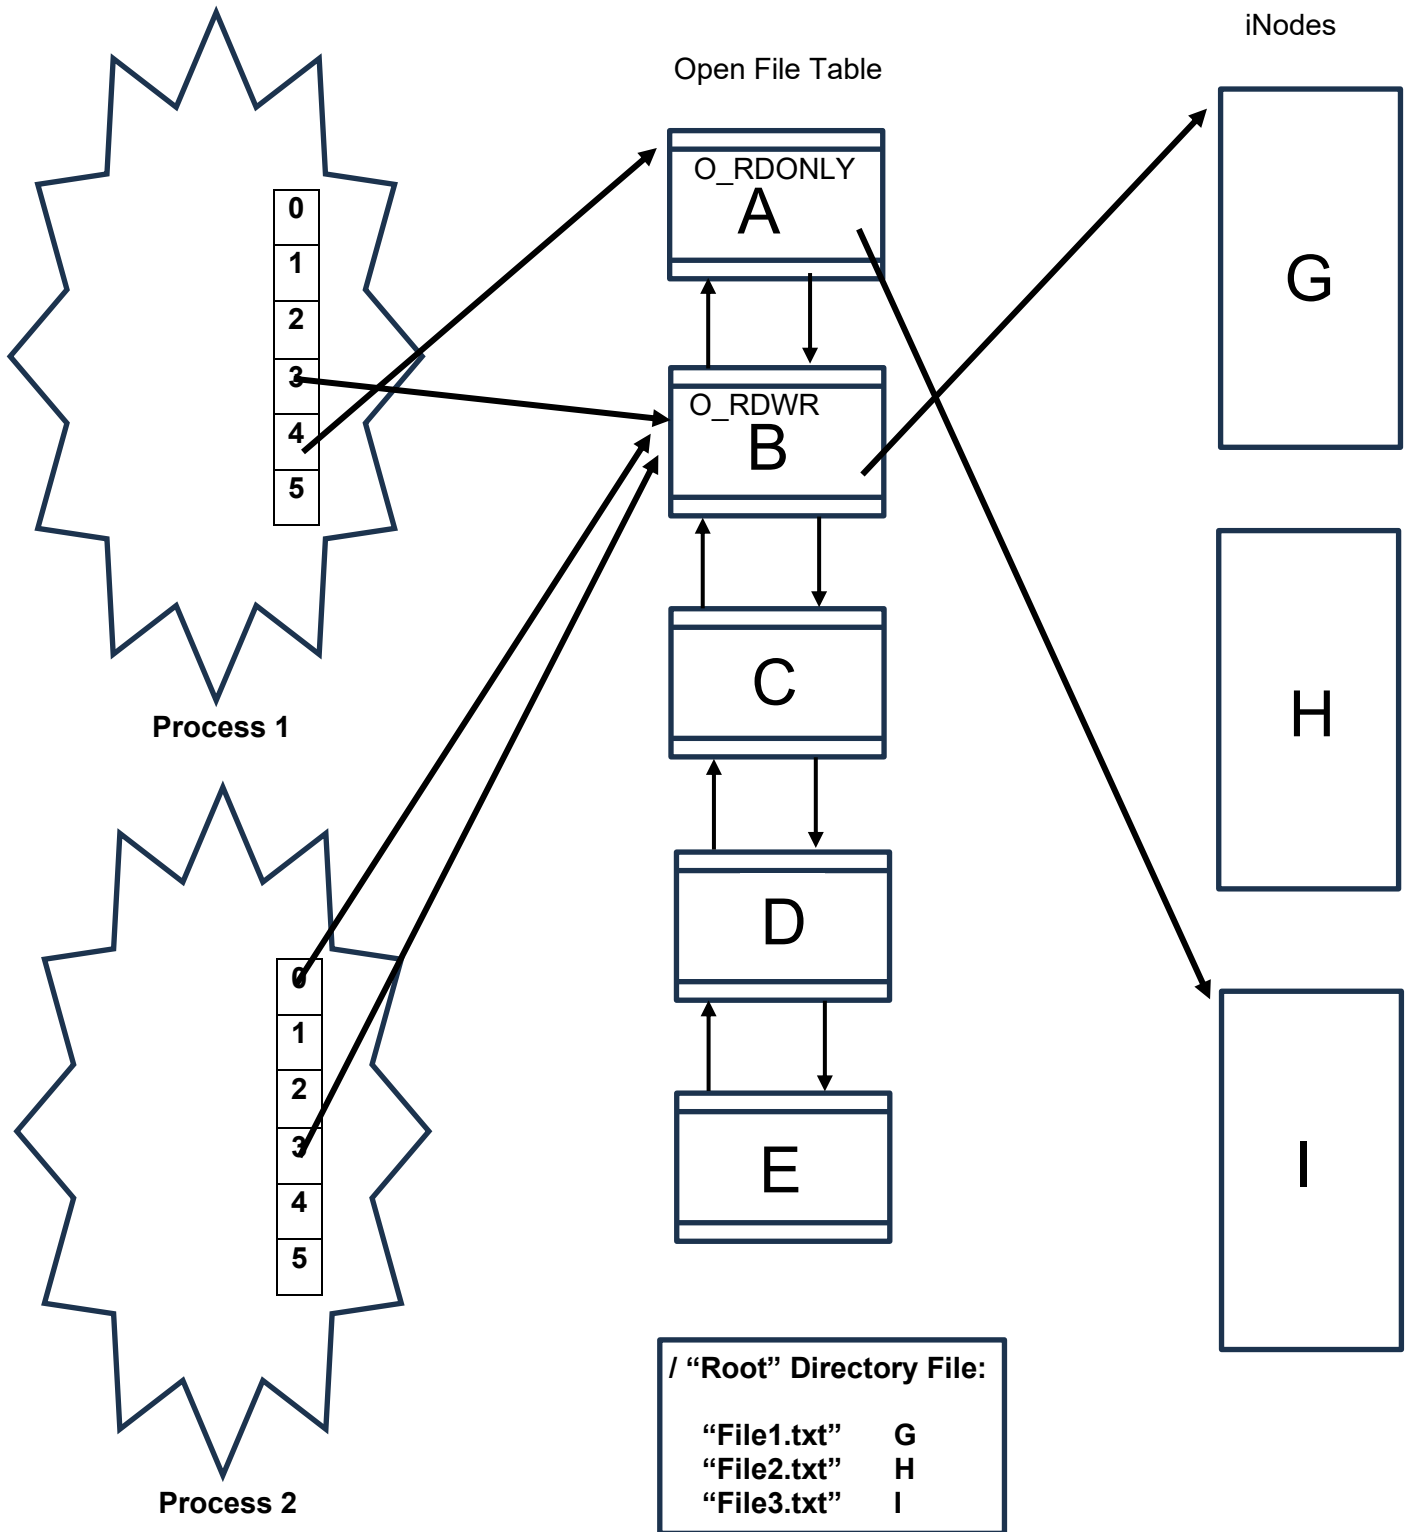 iNodes
Open File Table
O_RDONLY
A
G
0
1
2
3
4
5
O_RDWR
B
C
H
Process 1
D
0
1
2
3
4
5
E
I
/ “Root” Directory File:
“File1.txt” G
“File2.txt” H
“File3.txt” I
Process 2